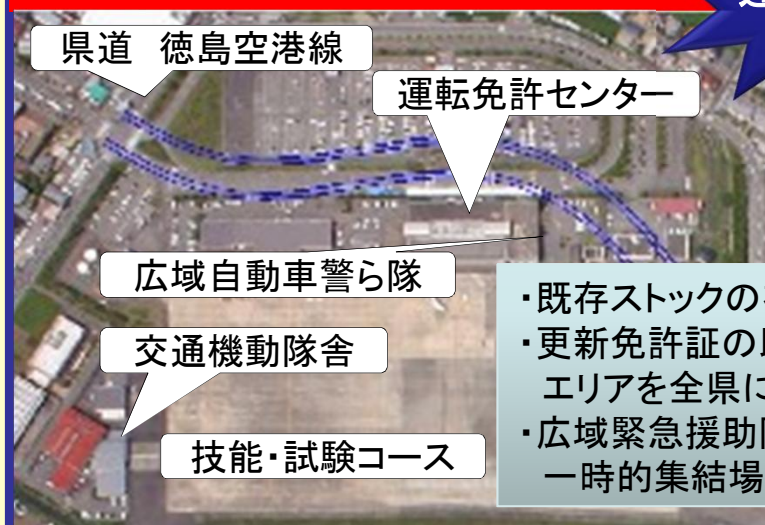 県道 徳島空港線
運転免許センター
広域自動車警ら隊
交通機動隊舎
技能・試験コース
・既存ストックの
・更新免許証の
エリアを全県に
・広域緊急援助
一時的集結場